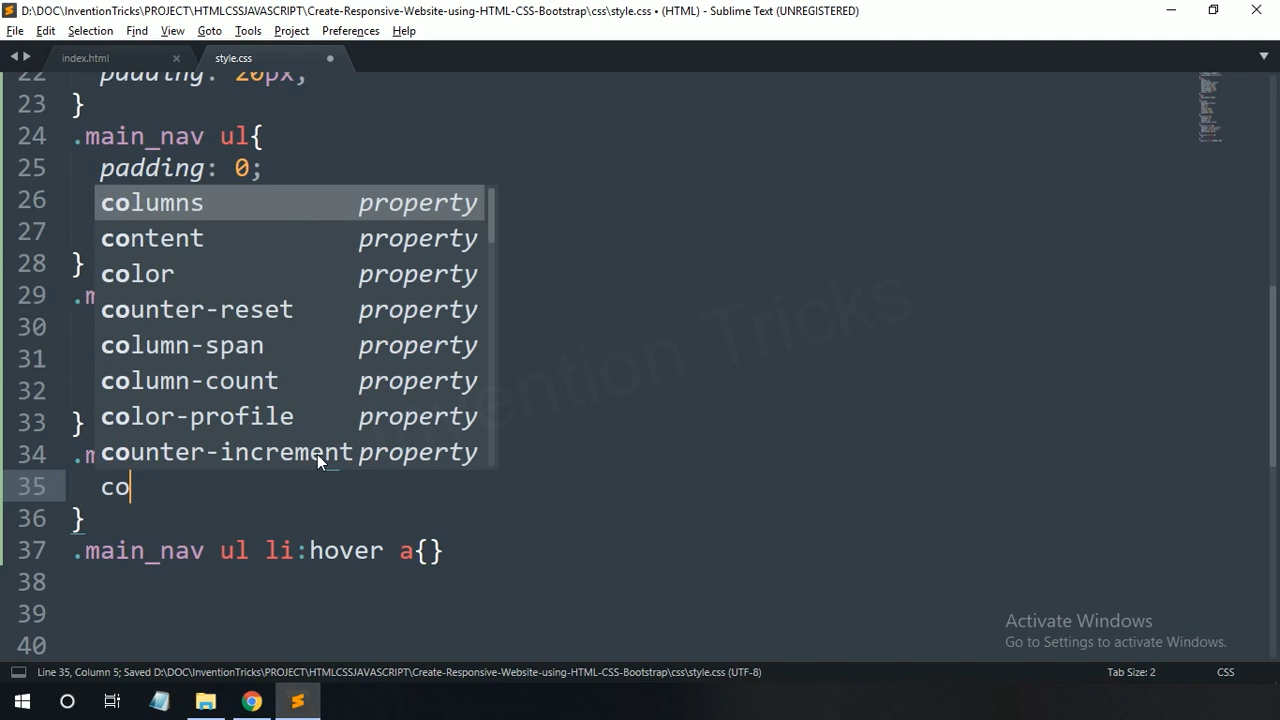 D:\DOC\InventionTricks\PROJECT\HTMLCSSJAVASCRIPT\Create-Responsive-Website-using-HTML-CSS-Bootstrap\css\style.css • (HTML) - Sublime Text (UNREGISTERED)
File Edit Selection Find View Goto Tools Project Preferences Help
index.html style.css
22 padding: 20px;
23 }
24 .main_nav ul{
25 padding: 0;
26 columns property
27 content property
28 } color property
29 .m counter-reset property
30 column-span property
31 column-count property
32 color-profile property
33 }
34 .m counter-increment property
35 co
36 }
37 .main_nav ul li:hover a{}
38
39
40
Invention Tricks
Activate Windows
Go to Settings to activate Windows.
Line 35, Column 5; Saved D:\DOC\InventionTricks\PROJECT\HTMLCSSJAVASCRIPT\Create-Responsive-Website-using-HTML-CSS-Bootstrap\css\style.css (UTF-8) Tab Size: 2 CSS